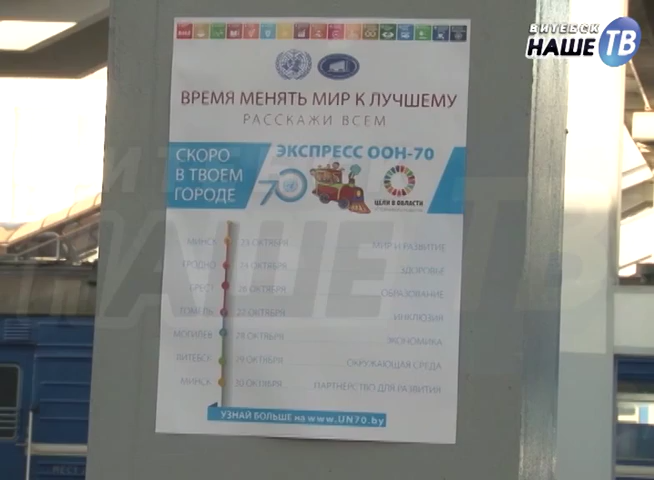 ВИТЕБСК
НАШЕ ТВ
ВРЕМЯ МЕНЯТЬ МИР К ЛУЧШЕМУ
РАССКАЖИ ВСЕМ
СКОРО
В ТВОЕМ
ГОРОДЕ
ЭКСПРЕСС ООН-70
70
ЦЕЛИ В ОБЛАСТИ
МИНСК 23 ОКТЯБРЯ МИР И РАЗВИТИЕ
ГРОДНО 24 ОКТЯБРЯ ЗДОРОВЬЕ
БРЕСТ 26 ОКТЯБРЯ ОБРАЗОВАНИЕ
ГОМЕЛЬ 27 ОКТЯБРЯ ИНКЛЮЗИЯ
МОГИЛЕВ 28 ОКТЯБРЯ ЭКОНОМИКА
ВИТЕБСК 29 ОКТЯБРЯ ОКРУЖАЮЩАЯ СРЕДА
МИНСК 30 ОКТЯБРЯ ПАРТНЕРСТВО ДЛЯ РАЗВИТИЯ
УЗНАЙ БОЛЬШЕ на www.UN70.by